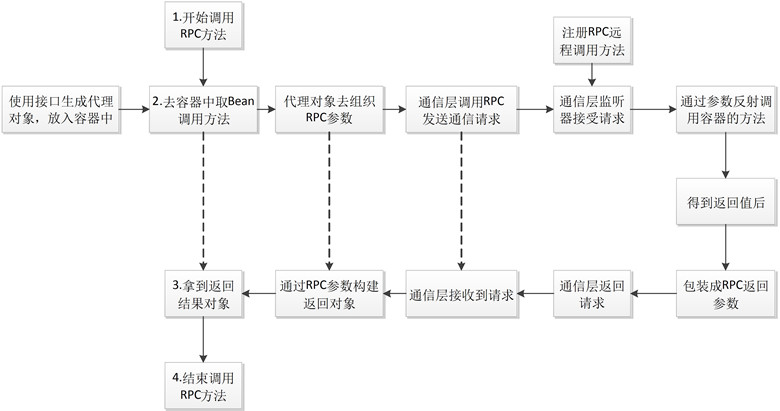 1.开始调用
RPC方法
注册RPC远
程调用方法
使用接口生成代理
对象，放入容器中
2.去容器中取Bean
调用方法
代理对象去组织
RPC参数
通信层调用RPC
发送通信请求
通信层监听
器接受请求
通过参数反射调
用容器的方法
得到返回值后
3.拿到返回
结果对象
通过RPC参数构建
返回对象
通信层接收到请求
通信层返回
请求
包装成RPC返回
参数
4.结束调用
RPC方法